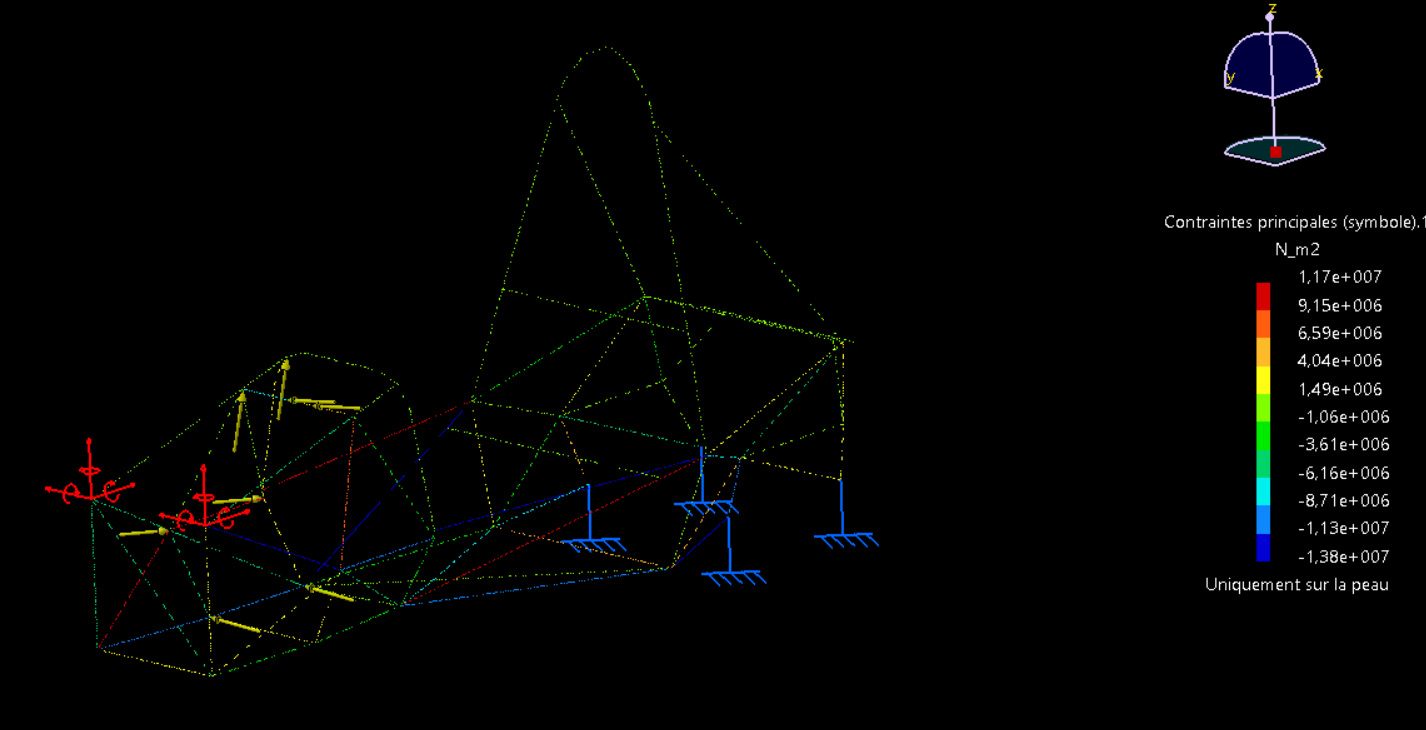 z
y
x
Contraintes principales (symbole).1
N_m2
1,17e+007
9,15e+006
6,59e+006
4,04e+006
1,49e+006
-1,06e+006
-3,61e+006
-6,16e+006
-8,71e+006
-1,13e+007
-1,38e+007
Uniquement sur la peau